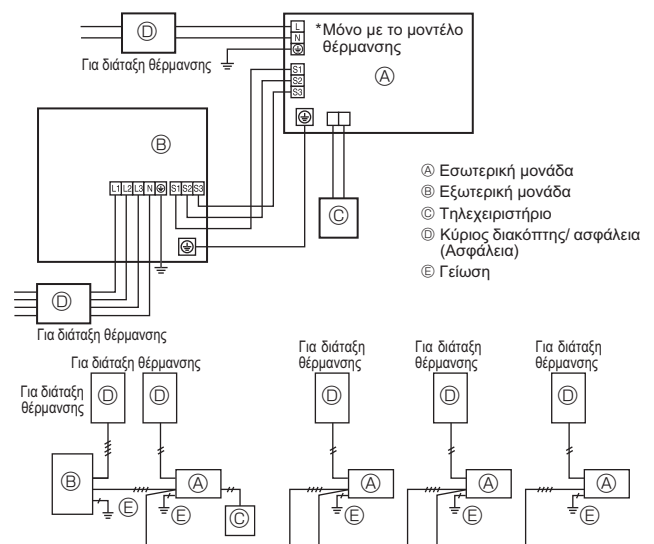 Ⓓ
Για διάταξη θέρμανσης
L
N
*Μόνο με το μοντέλο
θέρμανσης
Ⓐ
S1
S2
S3
Ⓑ
L1 L2 L3 N S1 S2 S3
Ⓒ
Ⓐ Εσωτερική μονάδα
Ⓑ Εξωτερική μονάδα
Ⓒ Τηλεχειριστήριο
Ⓓ Κύριος διακόπτης/ ασφάλεια
(Ασφάλεια)
Ⓔ Γείωση
Ⓓ
Για διάταξη θέρμανσης
Για διάταξη θέρμανσης
Για διάταξη
θέρμανσης
Ⓓ
Ⓓ
Ⓑ
Ⓔ
Ⓐ
Ⓔ
Ⓒ
Για διάταξη
θέρμανσης
Ⓓ
Ⓐ
Ⓔ
Για διάταξη
θέρμανσης
Ⓓ
Ⓐ
Ⓔ
Για διάταξη
θέρμανσης
Ⓓ
Ⓐ
Ⓔ